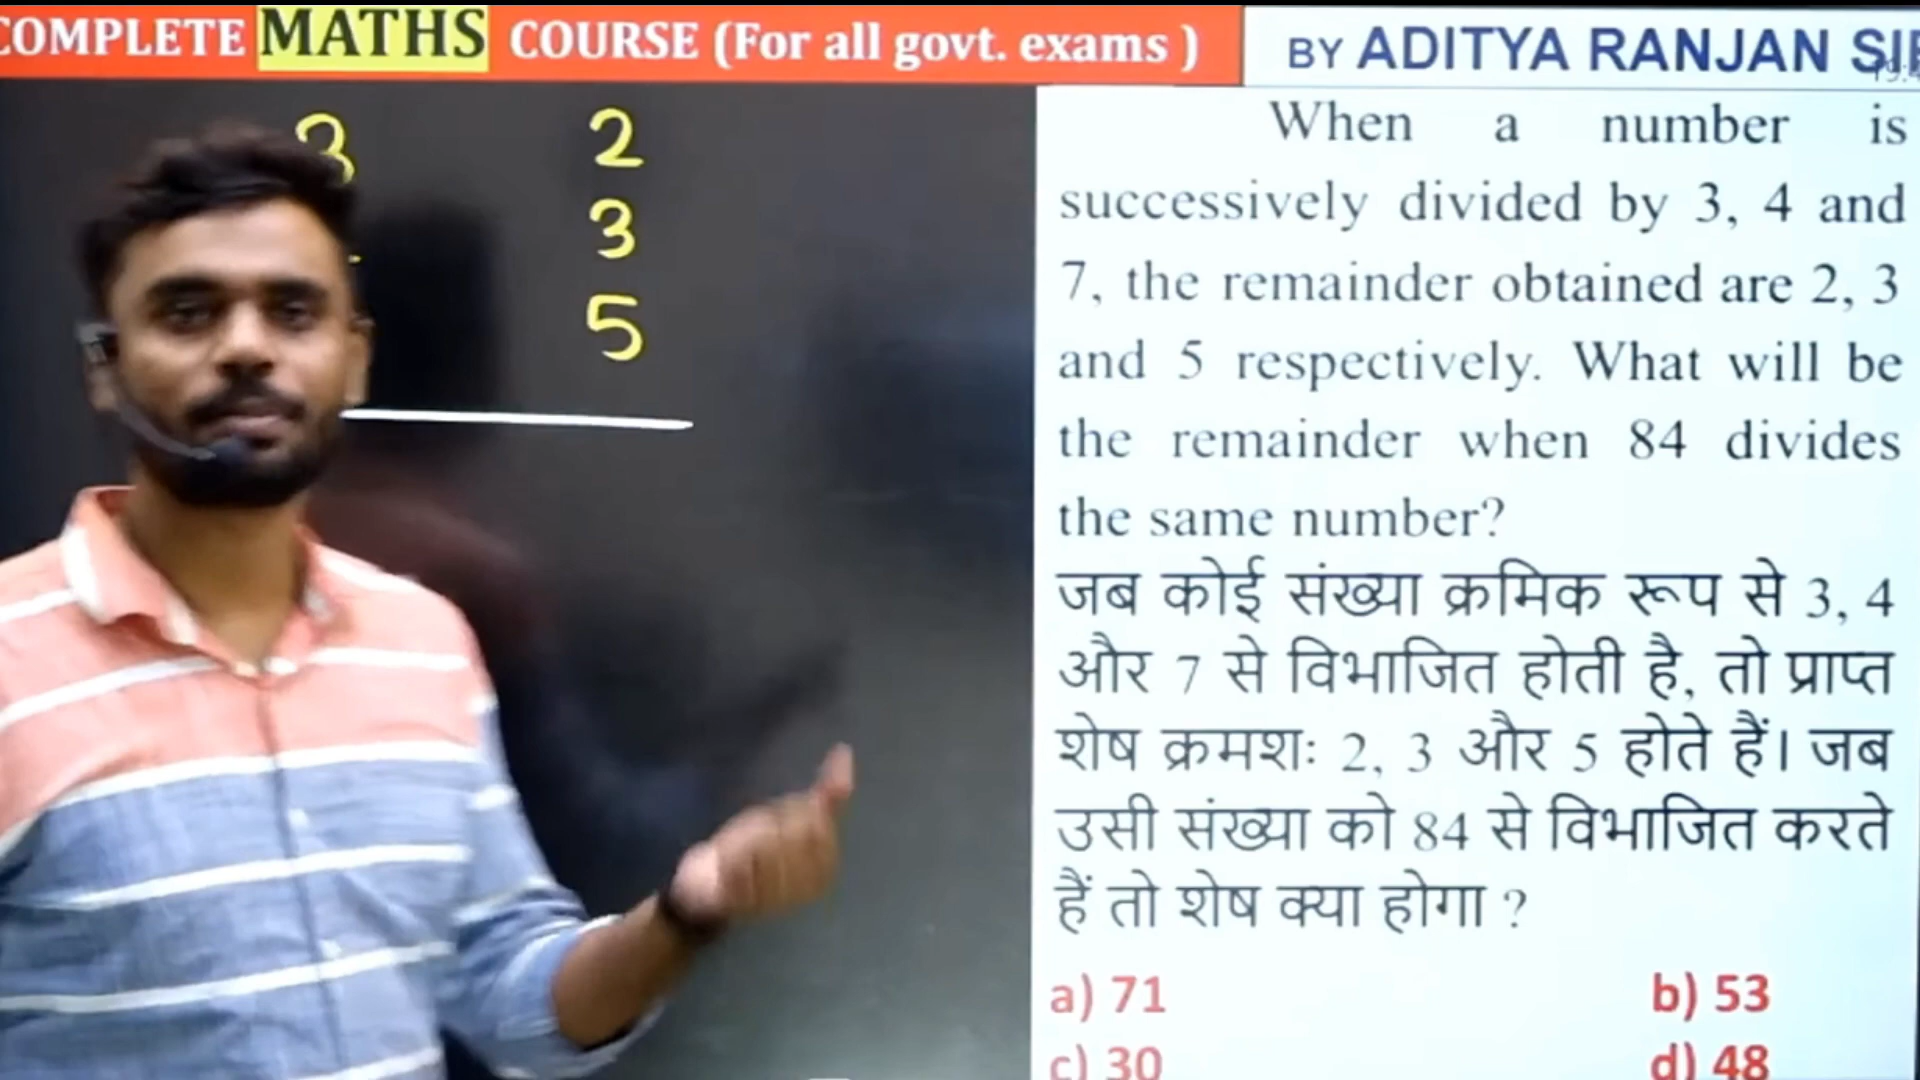 COMPLETE MATHS COURSE (For all govt. exams )
BY ADITYA RANJAN SIR
3 2
3
5
When a number is
successively divided by 3, 4 and
7, the remainder obtained are 2, 3
and 5 respectively. What will be
the remainder when 84 divides
the same number?
जब कोई संख्या क्रमिक रूप से 3, 4
और 7 से विभाजित होती है, तो प्राप्त
शेष क्रमशः 2, 3 और 5 होते हैं। जब
उसी संख्या को 84 से विभाजित करते
हैं तो शेष क्या होगा ?
a) 71 b) 53
c) 30 d) 48